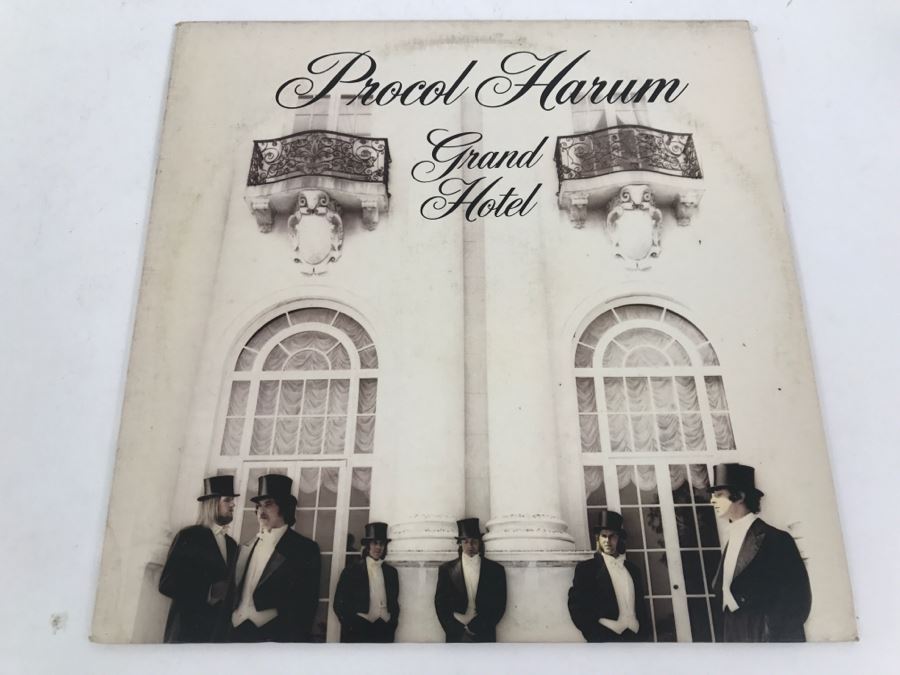 Procol Harum
Grand
Hotel